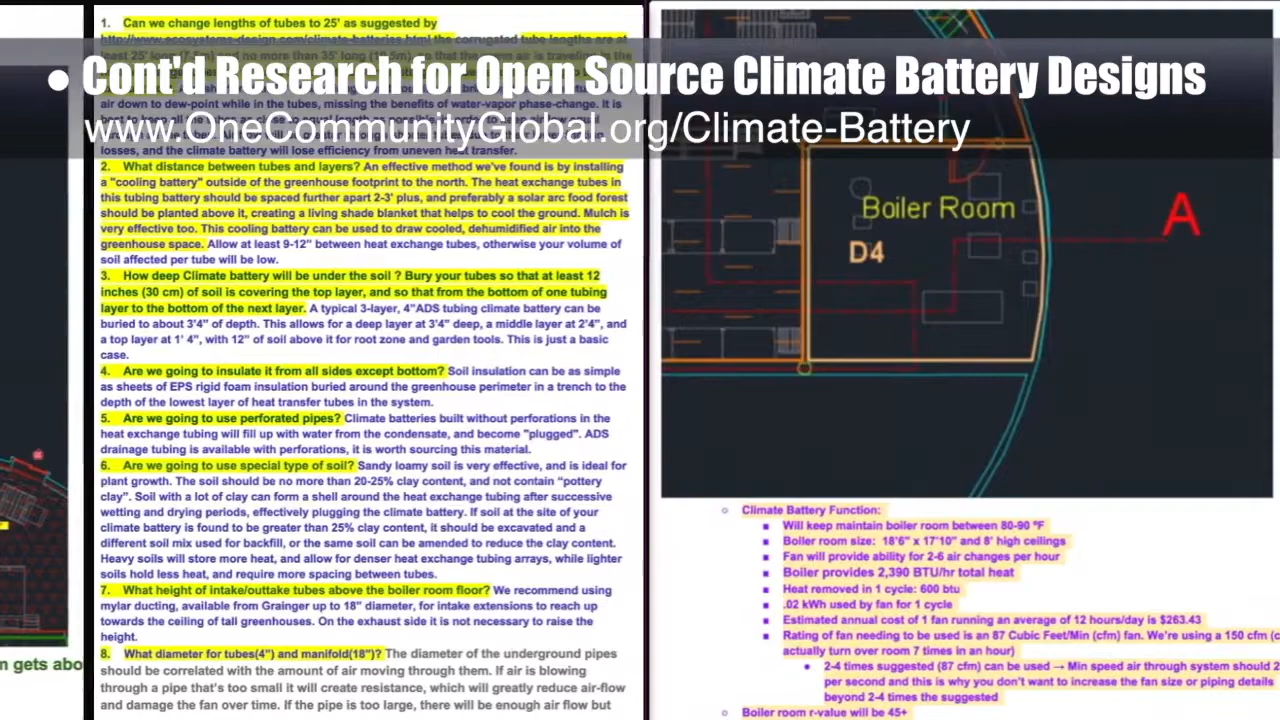 1. Can we change lengths of tubes to 25' as suggested by
http://www.ecosystems-design.com/climate-batteries.html the corrugated tube lengths are at
• Cont'd Research for Open Source Climate Battery Designs
www.OneCommunityGlobal.org/Climate-Battery
air down to dew-point while in the tubes, missing the benefits of water-vapor phase-change. It is
losses, and the climate battery will lose efficiency from uneven heat transfer.
2. What distance between tubes and layers? An effective method we've found is by installing
a "cooling battery" outside of the greenhouse footprint to the north. The heat exchange tubes in
this tubing battery should be spaced further apart 2-3' plus, and preferably a solar arc food forest
should be planted above it, creating a living shade blanket that helps to cool the ground. Mulch is
very effective too. This cooling battery can be used to draw cooled, dehumidified air into the
greenhouse space. Allow at least 9-12" between heat exchange tubes, otherwise your volume of
soil affected per tube will be low.
3. How deep Climate battery will be under the soil ? Bury your tubes so that at least 12
inches (30 cm) of soil is covering the top layer, and so that from the bottom of one tubing
layer to the bottom of the next layer. A typical 3-layer, 4"ADS tubing climate battery can be
buried to about 3'4" of depth. This allows for a deep layer at 3'4" deep, a middle layer at 2'4", and
a top layer at 1' 4", with 12" of soil above it for root zone and garden tools. This is just a basic
case.
4. Are we going to insulate it from all sides except bottom? Soil insulation can be as simple
as sheets of EPS rigid foam insulation buried around the greenhouse perimeter in a trench to the
depth of the lowest layer of heat transfer tubes in the system.
5. Are we going to use perforated pipes? Climate batteries built without perforations in the
heat exchange tubing will fill up with water from the condensate, and become "plugged". ADS
drainage tubing is available with perforations, it is worth sourcing this material.
6. Are we going to use special type of soil? Sandy loamy soil is very effective, and is ideal for
plant growth. The soil should be no more than 20-25% clay content, and not contain "pottery
clay". Soil with a lot of clay can form a shell around the heat exchange tubing after successive
wetting and drying periods, effectively plugging the climate battery. If soil at the site of your
climate battery is found to be greater than 25% clay content, it should be excavated and a
different soil mix used for backfill, or the same soil can be amended to reduce the clay content.
Heavy soils will store more heat, and allow for denser heat exchange tubing arrays, while lighter
soils hold less heat, and require more spacing between tubes.
7. What height of intake/outtake tubes above the boiler room floor? We recommend using
mylar ducting, available from Grainger up to 18" diameter, for intake extensions to reach up
towards the ceiling of tall greenhouses. On the exhaust side it is not necessary to raise the
height.
8. What diameter for tubes(4") and manifold(18")? The diameter of the underground pipes
should be correlated with the amount of air moving through them. If air is blowing
through a pipe that's too small it will create resistance, which will greatly reduce air-flow
and damage the fan over time. If the pipe is too large, there will be enough air flow but
m gets abo
Boiler Room
D4
A
Climate Battery Function:
Will keep maintain boiler room between 80-90 ºF
Boiler room size: 18'6" x 17'10" and 8' high ceilings
Fan will provide ability for 2-6 air changes per hour
Boiler provides 2,390 BTU/hr total heat
Heat removed in 1 cycle: 600 btu
.02 kWh used by fan for 1 cycle
Estimated annual cost of 1 fan running an average of 12 hours/day is $263.43
Rating of fan needing to be used is an 87 Cubic Feet/Min (cfm) fan. We're using a 150 cfm (c
actually turn over room 7 times in an hour)
2-4 times suggested (87 cfm) can be used → Min speed air through system should 2
per second and this is why you don't want to increase the fan size or piping details
beyond 2-4 times the suggested
Boiler room r-value will be 45+